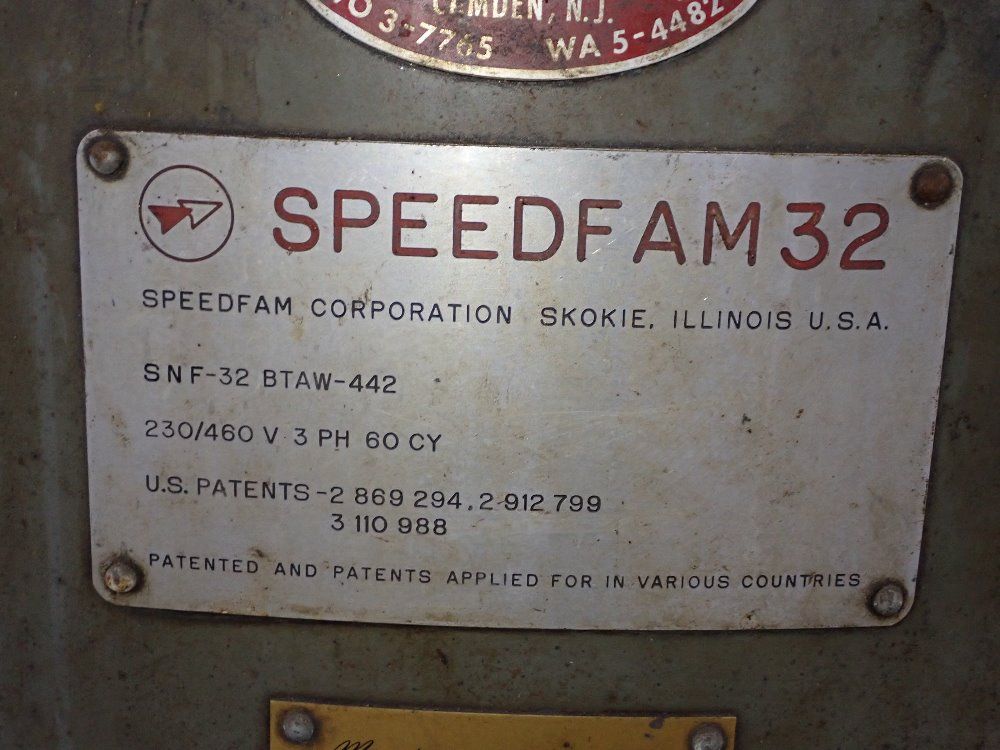 CEMDEN, N.J.
O 3-7765 WA 5-4482
SPEEDFAM 32
SPEEDFAM CORPORATION SKOKIE, ILLINOIS U.S.A.
SNF-32 BTAW-442
230/460 V 3 PH 60 CY
U.S. PATENTS-2 869 294, 2 912 799
3 110 988
PATENTED AND PATENTS APPLIED FOR IN VARIOUS COUNTRIES